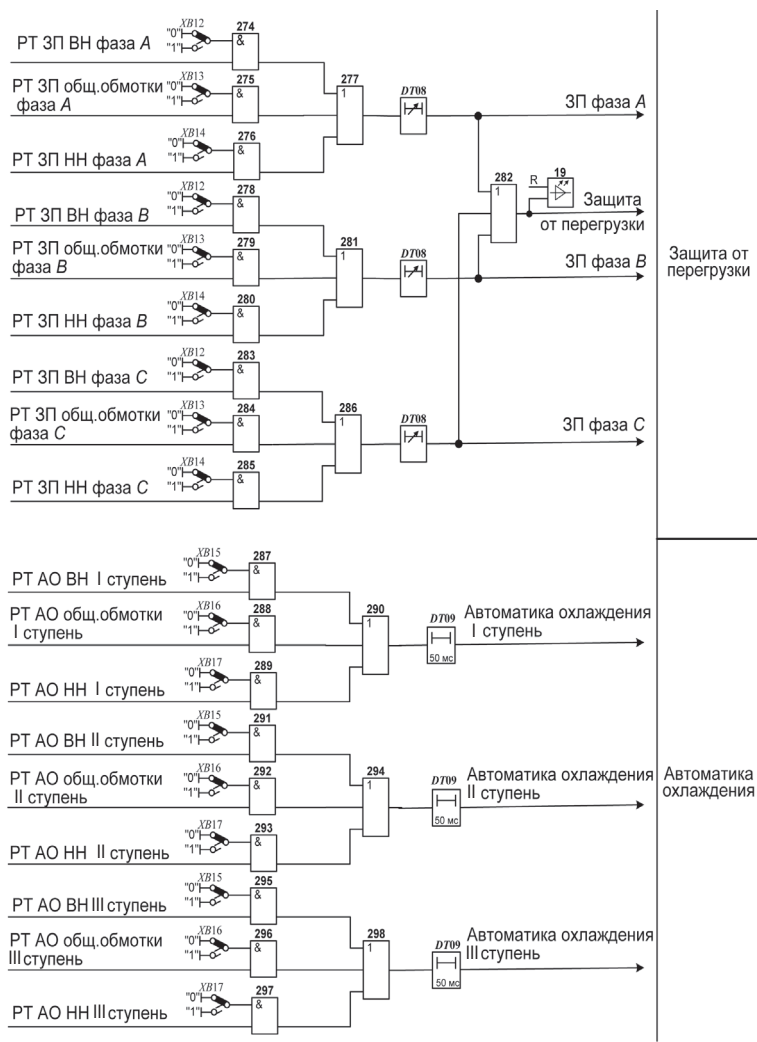 XB12
274
РТ ЗП ВН фаза A
"0"
"1"
&
XB13
275
277
РТ ЗП общ.обмотки
фаза A
"0"
"1"
&
1
DT08
ЗП фаза A
XB14
276
РТ ЗП НН фаза A
"0"
"1"
&
282
19
R
1
Защита
от перегрузки
XB12
278
РТ ЗП ВН фаза B
"0"
"1"
&
XB13
279
281
РТ ЗП общ.обмотки
фаза B
"0"
"1"
&
1
DT08
ЗП фаза B
Защита от
перегрузки
XB14
280
РТ ЗП НН фаза B
"0"
"1"
&
XB12
283
РТ ЗП ВН фаза C
"0"
"1"
&
XB13
284
286
РТ ЗП общ.обмотки
фаза C
"0"
"1"
&
1
DT08
ЗП фаза C
XB14
285
РТ ЗП НН фаза C
"0"
"1"
&
XB15
287
РТ АО ВН I ступень
"0"
"1"
&
XB16
288
290
РТ АО общ.обмотки
I ступень
"0"
"1"
&
1
DT09
50 мс
Автоматика охлаждения
I ступень
XB17
289
РТ АО НН I ступень
"0"
"1"
&
XB15
291
РТ АО ВН II ступень
"0"
"1"
&
XB16
292
294
РТ АО общ.обмотки
II ступень
"0"
"1"
&
1
DT09
50 мс
Автоматика охлаждения
II ступень
Автоматика
охлаждения
XB17
293
РТ АО НН II ступень
"0"
"1"
&
XB15
295
РТ АО ВН III ступень
"0"
"1"
&
XB16
296
298
РТ АО общ.обмотки
III ступень
"0"
"1"
&
1
DT09
50 мс
Автоматика охлаждения
III ступень
XB17
297
РТ АО НН III ступень
"0"
"1"
&